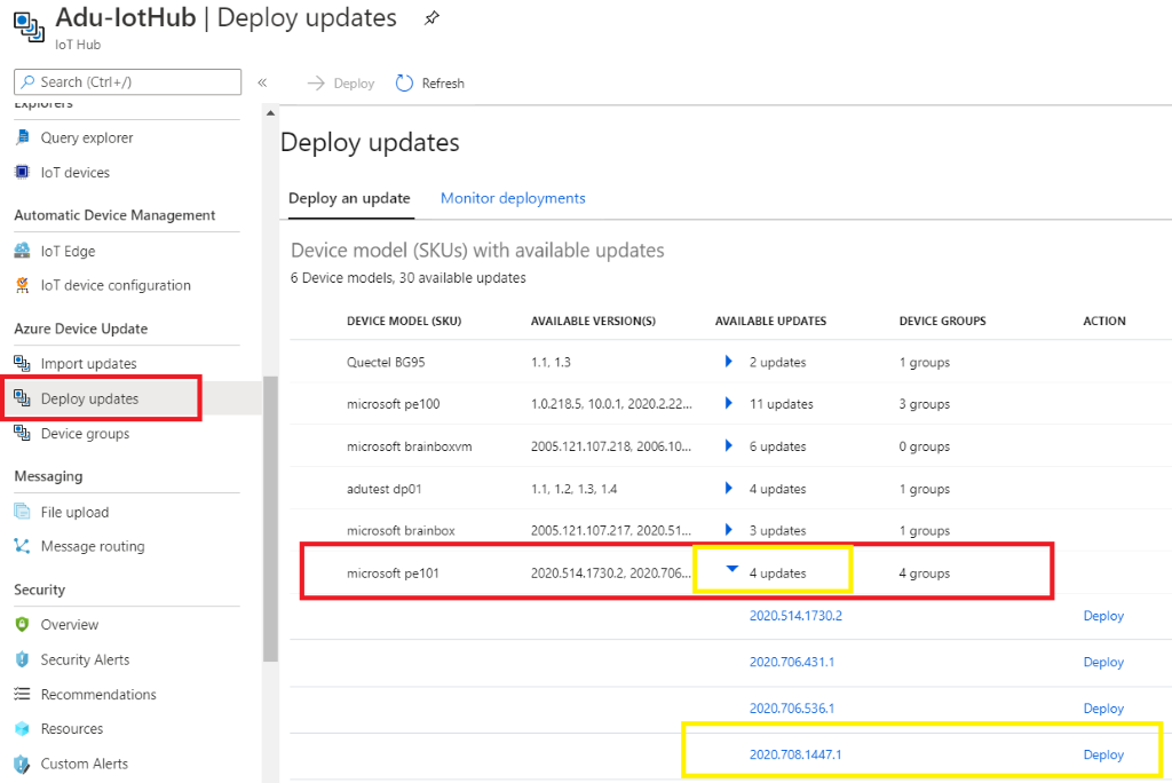 Adu-IotHub | Deploy updates
IoT Hub
Search (Ctrl+/)
«
Deploy
Refresh
Explorers
Query explorer
IoT devices
Automatic Device Management
IoT Edge
IoT device configuration
Azure Device Update
Import updates
Deploy updates
Device groups
Messaging
File upload
Message routing
Security
Overview
Security Alerts
Recommendations
Resources
Custom Alerts
Deploy updates
Deploy an update Monitor deployments
Device model (SKUs) with available updates
6 Device models, 30 available updates
DEVICE MODEL (SKU) AVAILABLE VERSION(S) AVAILABLE UPDATES DEVICE GROUPS ACTION
Quectel BG95 1.1, 1.3 2 updates 1 groups
microsoft pe100 1.0.218.5, 10.0.1, 2020.2.22... 11 updates 3 groups
microsoft brainboxvm 2005.121.107.218, 2006.10... 6 updates 0 groups
adutest dp01 1.1, 1.2, 1.3, 1.4 4 updates 1 groups
microsoft brainbox 2005.121.107.217, 2020.51... 3 updates 1 groups
microsoft pe101 2020.514.1730.2, 2020.706... 4 updates 4 groups
2020.514.1730.2 Deploy
2020.706.431.1 Deploy
2020.706.536.1 Deploy
2020.708.1447.1 Deploy